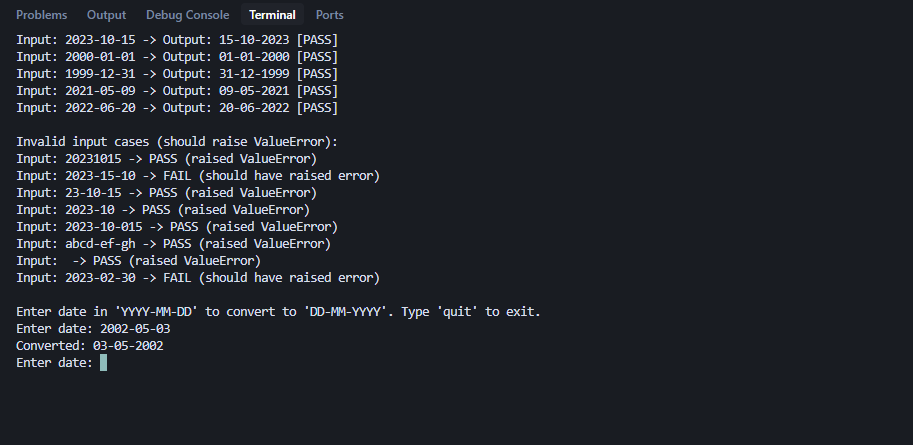 Problems Output Debug Console Terminal Ports
Input: 2023-10-15 -> Output: 15-10-2023 [PASS]
Input: 2000-01-01 -> Output: 01-01-2000 [PASS]
Input: 1999-12-31 -> Output: 31-12-1999 [PASS]
Input: 2021-05-09 -> Output: 09-05-2021 [PASS]
Input: 2022-06-20 -> Output: 20-06-2022 [PASS]
Invalid input cases (should raise ValueError):
Input: 20231015 -> PASS (raised ValueError)
Input: 2023-15-10 -> FAIL (should have raised error)
Input: 23-10-15 -> PASS (raised ValueError)
Input: 2023-10 -> PASS (raised ValueError)
Input: 2023-10-015 -> PASS (raised ValueError)
Input: abcd-ef-gh -> PASS (raised ValueError)
Input:  -> PASS (raised ValueError)
Input: 2023-02-30 -> FAIL (should have raised error)
Enter date in 'YYYY-MM-DD' to convert to 'DD-MM-YYYY'. Type 'quit' to exit.
Enter date: 2002-05-03
Converted: 03-05-2002
Enter date: